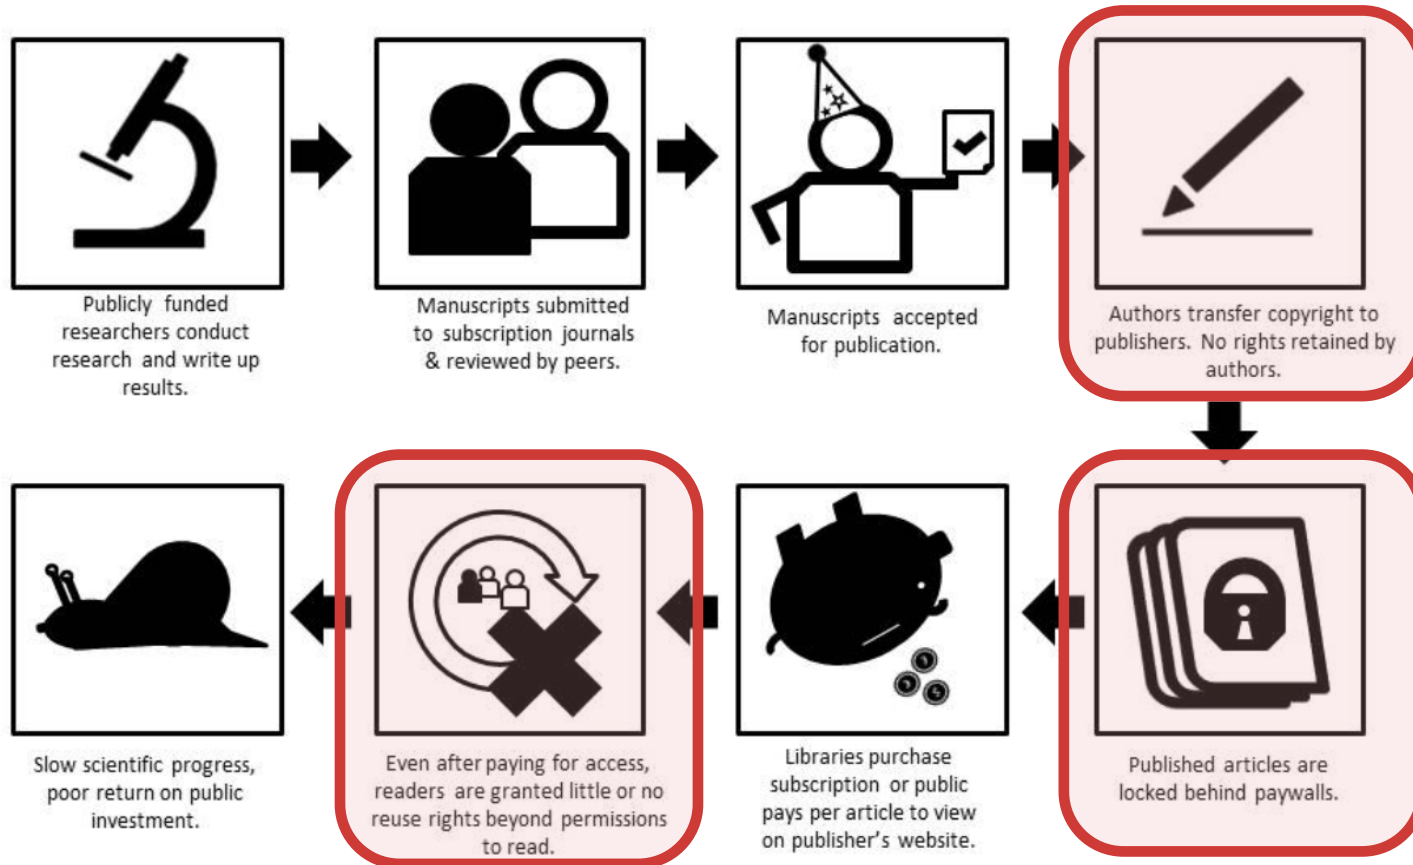 Publicly funded
researchers conduct
research and write up
results.
Manuscripts submitted
to subscription journals
& reviewed by peers.
Manuscripts accepted
for publication.
Authors transfer copyright to
publishers. No rights retained by
authors.
Published articles are
locked behind paywalls.
Libraries purchase
subscription or public
pays per article to view
on publisher's website.
Even after paying for access,
readers are granted little or no
reuse rights beyond permissions
to read.
Slow scientific progress,
poor return on public
investment.